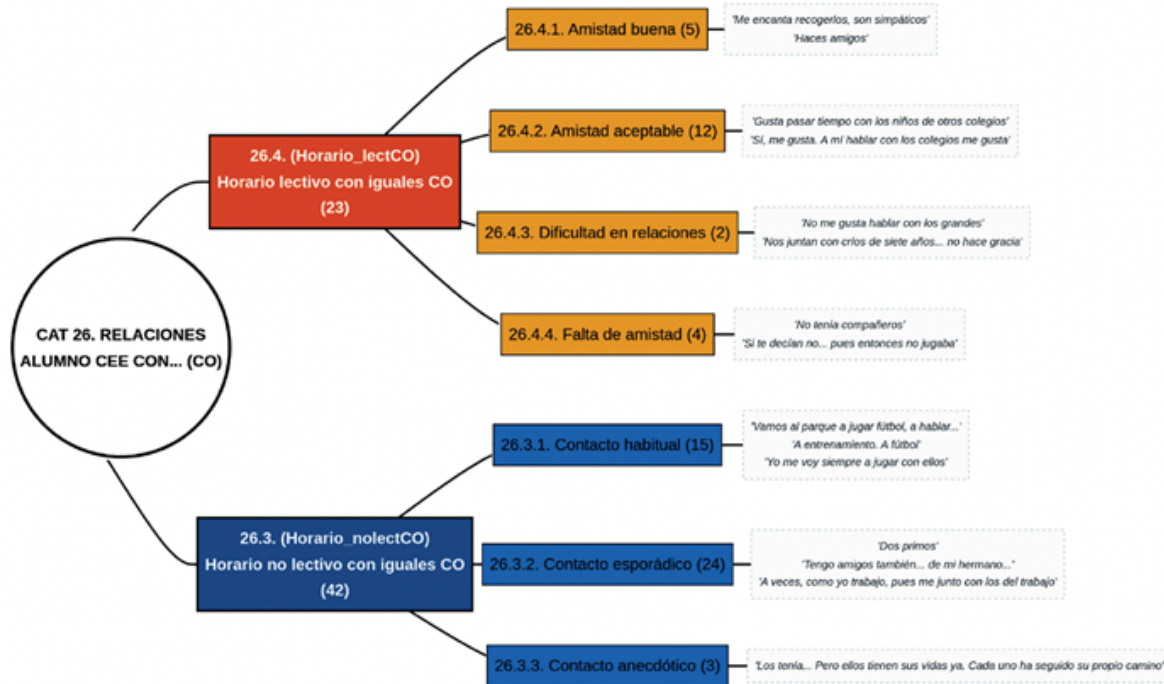 CAT 26. RELACIONES
ALUMNO CEE CON... (CO)
26.4. (Horario_lectCO)
Horario lectivo con iguales CO
(23)
26.4.1. Amistad buena (5)
'Me encanta recogerlos, son simpáticos'
'Haces amigos'
26.4.2. Amistad aceptable (12)
'Gusta pasar tiempo con los niños de otros colegios'
'Sí, me gusta. A mí hablar con los colegios me gusta'
26.4.3. Dificultad en relaciones (2)
'No me gusta hablar con los grandes'
'Nos juntan con críos de siete años... no hace gracia'
26.4.4. Falta de amistad (4)
'No tenía compañeros'
'Si te decían no... pues entonces no jugaba'
26.3. (Horario_nolectCO)
Horario no lectivo con iguales CO
(42)
26.3.1. Contacto habitual (15)
'Vamos al parque a jugar fútbol, a hablar...'
'A entrenamiento. A fútbol'
'Yo me voy siempre a jugar con ellos'
26.3.2. Contacto esporádico (24)
'Dos primos'
'Tengo amigos también... de mi hermano...'
'A veces, como yo trabajo, pues me junto con los del trabajo'
26.3.3. Contacto anecdótico (3)
'Los tenía... Pero ellos tienen sus vidas ya. Cada uno ha seguido su propio camino'